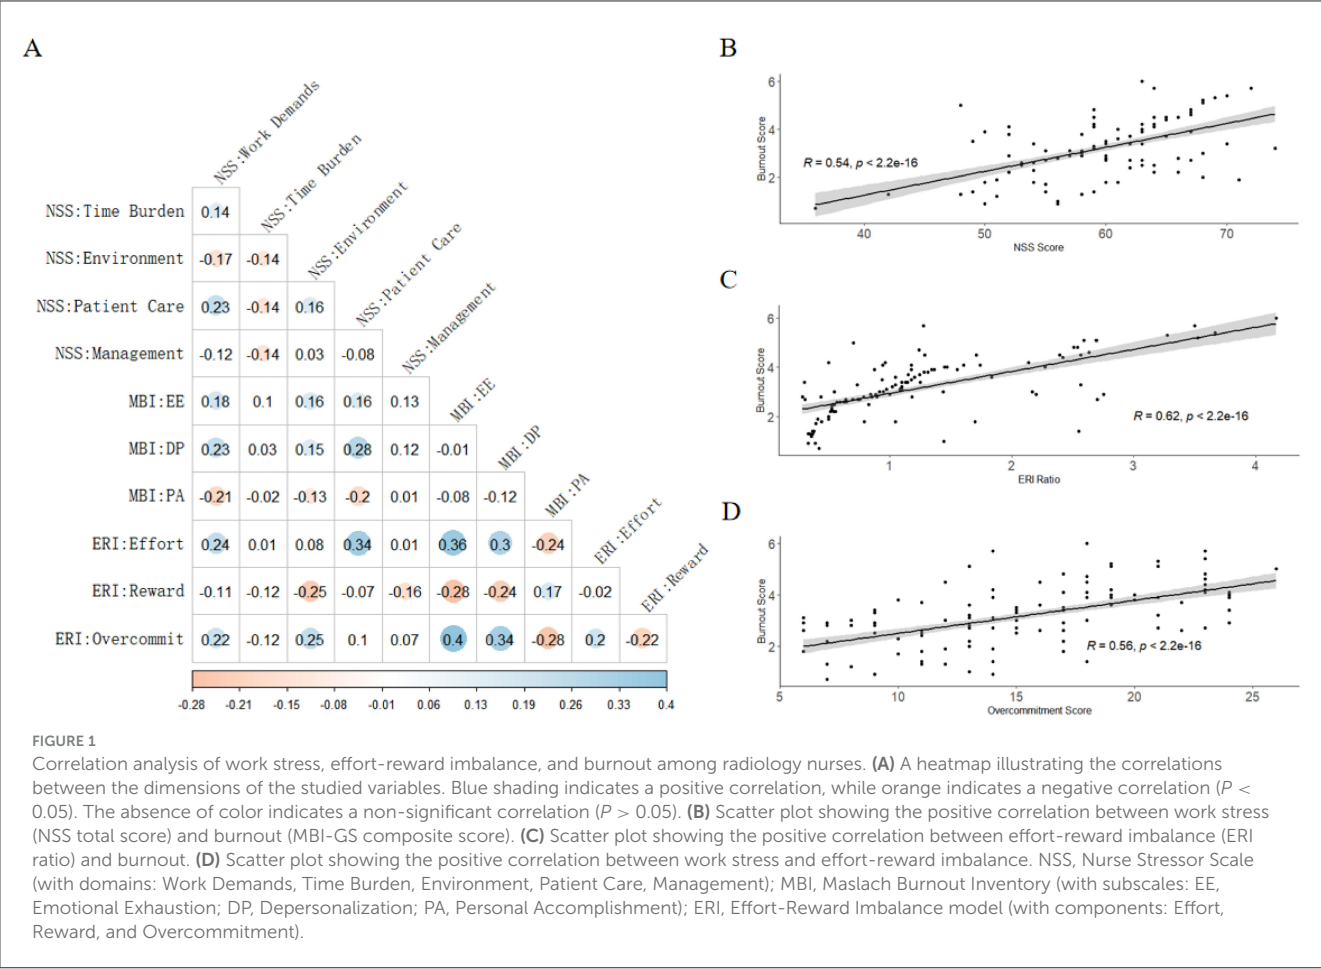 A
NSS:Work Demands
NSS:Time Burden
NSS:Environment
NSS:Patient Care
NSS:Management
MBI:EE
MBI:DP
MBI:PA
ERI:Effort
ERI:Reward
NSS:Time Burden 0.14
NSS:Environment -0.17 -0.14
NSS:Patient Care 0.23 -0.14 0.16
NSS:Management -0.12 -0.14 0.03 -0.08
MBI:EE 0.18 0.1 0.16 0.16 0.13
MBI:DP 0.23 0.03 0.15 0.28 0.12 -0.01
MBI:PA -0.21 -0.02 -0.13 -0.2 0.01 -0.08 -0.12
ERI:Effort 0.24 0.01 0.08 0.34 0.01 0.36 0.3 -0.24
ERI:Reward -0.11 -0.12 -0.25 -0.07 -0.16 -0.28 -0.24 0.17 -0.02
ERI:Overcommit 0.22 -0.12 0.25 0.1 0.07 0.4 0.34 -0.28 0.2 -0.22
-0.28 -0.21 -0.15 -0.08 -0.01 0.06 0.13 0.19 0.26 0.33 0.4
B
Burnout Score
6
4
2
R = 0.54, p < 2.2e-16
40 50 60 70
NSS Score
C
Burnout Score
6
4
2
R = 0.62, p < 2.2e-16
1 2 3 4
ERI Ratio
D
Burnout Score
6
4
2
R = 0.56, p < 2.2e-16
5 10 15 20 25
Overcommitment Score
FIGURE 1
Correlation analysis of work stress, effort-reward imbalance, and burnout among radiology nurses. (A) A heatmap illustrating the correlations
between the dimensions of the studied variables. Blue shading indicates a positive correlation, while orange indicates a negative correlation (P <
0.05). The absence of color indicates a non-significant correlation (P > 0.05). (B) Scatter plot showing the positive correlation between work stress
(NSS total score) and burnout (MBI-GS composite score). (C) Scatter plot showing the positive correlation between effort-reward imbalance (ERI
ratio) and burnout. (D) Scatter plot showing the positive correlation between work stress and effort-reward imbalance. NSS, Nurse Stressor Scale
(with domains: Work Demands, Time Burden, Environment, Patient Care, Management); MBI, Maslach Burnout Inventory (with subscales: EE,
Emotional Exhaustion; DP, Depersonalization; PA, Personal Accomplishment); ERI, Effort-Reward Imbalance model (with components: Effort,
Reward, and Overcommitment).